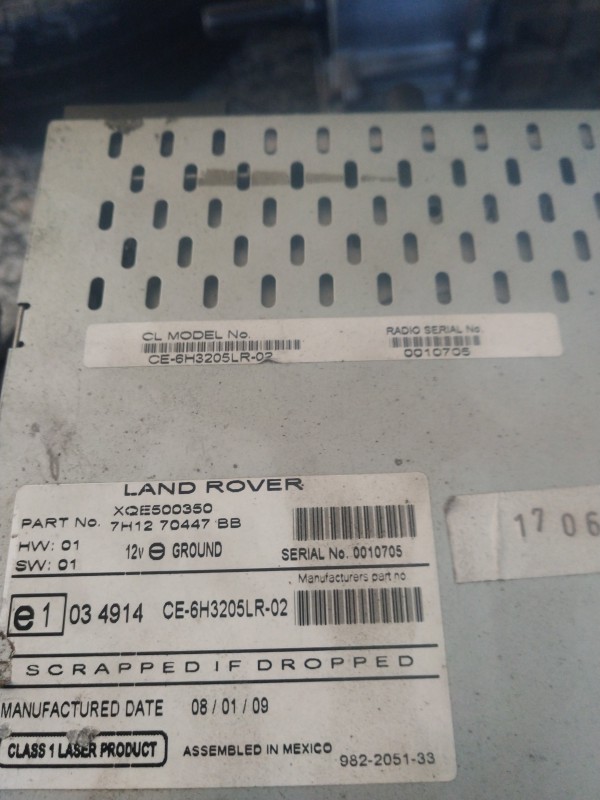 CL MODEL No.
CE-6H3205LR-02
RADIO SERIAL No.
0010705
LAND ROVER
PART No. XQE500350
7H12 70447 BB
HW: 01
SW: 01
12v ⊖ GROUND
SERIAL No. 0010705
Manufacturers part no
e1 03 4914 CE-6H3205LR-02
SCRAPPED IF DROPPED
MANUFACTURED DATE 08/01/09
CLASS 1 LASER PRODUCT ASSEMBLED IN MEXICO 982-2051-33
17 06